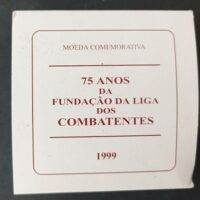 MOEDA COMEMORATIVA
75 ANOS
DA
FUNDAÇÃO DA LIGA
DOS
COMBATENTES
1999